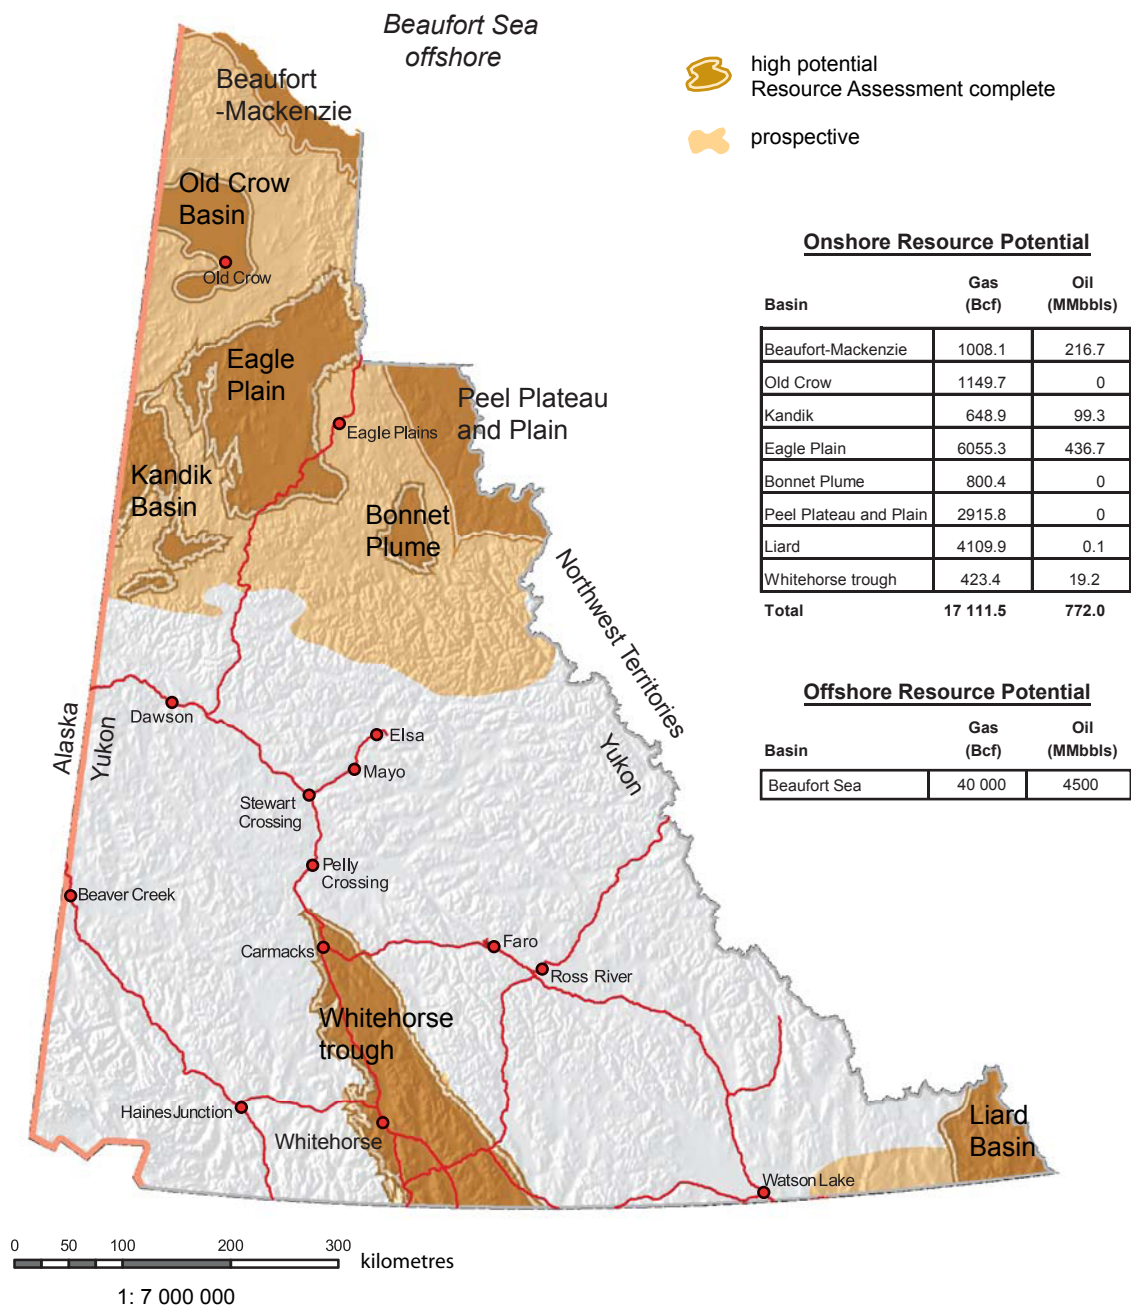 Beaufort Sea
offshore
high potential
Resource Assessment complete
prospective
Beaufort
-Mackenzie
Old Crow
Basin
Old Crow
Eagle
Plain
Eagle Plains
Peel Plateau
and Plain
Kandik
Basin
Bonnet
Plume
Northwest Territories
Yukon
Alaska
Yukon
Dawson
Elsa
Mayo
Stewart
Crossing
Pelly
Crossing
Beaver Creek
Carmacks
Faro
Ross River
Whitehorse
trough
Haines Junction
Whitehorse
Watson Lake
Liard
Basin
Onshore Resource Potential
Basin Gas (Bcf) Oil (MMbbls)
Beaufort-Mackenzie 1008.1 216.7
Old Crow 1149.7 0
Kandik 648.9 99.3
Eagle Plain 6055.3 436.7
Bonnet Plume 800.4 0
Peel Plateau and Plain 2915.8 0
Liard 4109.9 0.1
Whitehorse trough 423.4 19.2
Total 17 111.5 772.0
Offshore Resource Potential
Basin Gas (Bcf) Oil (MMbbls)
Beaufort Sea 40 000 4500
0 50 100 200 300 kilometres
1: 7 000 000